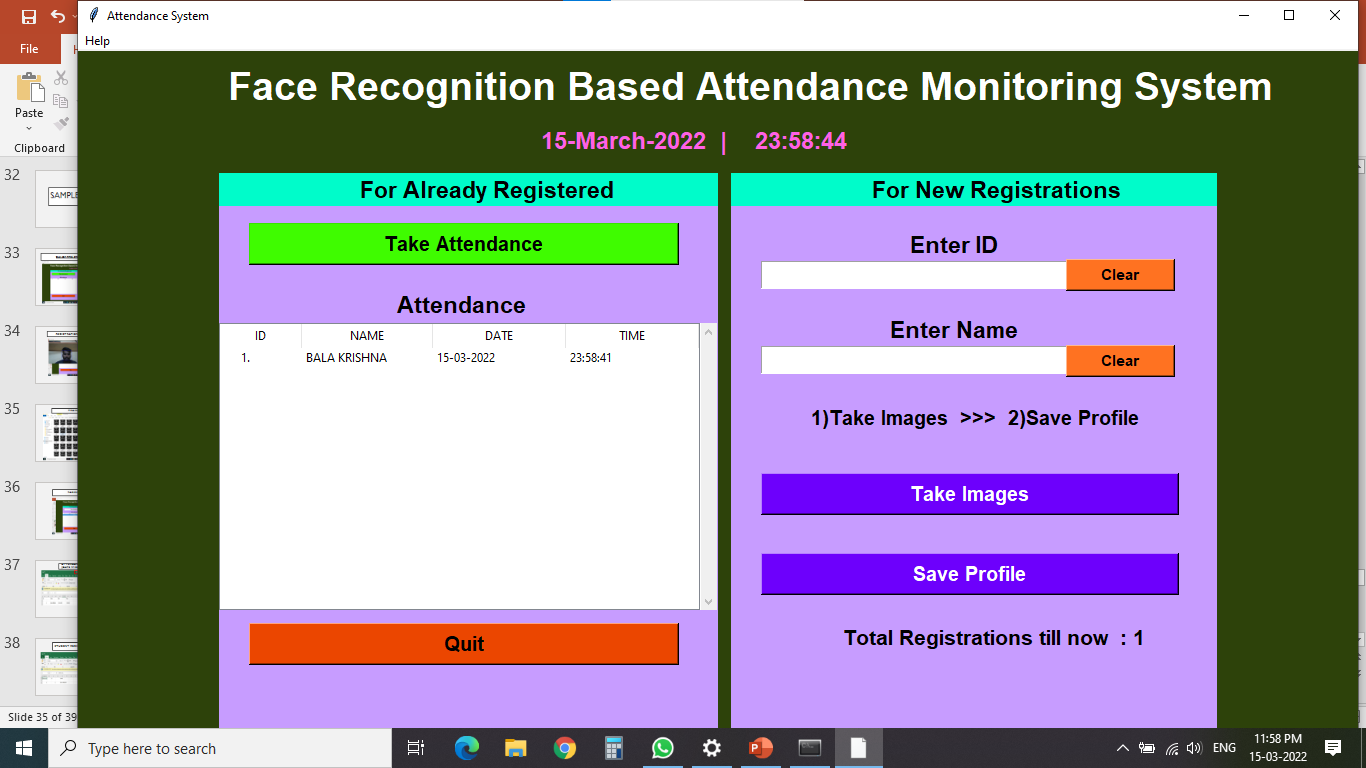 Attendance System
Help
File
Paste
Clipboard
Face Recognition Based Attendance Monitoring System
15-March-2022 | 23:58:44
For Already Registered
Take Attendance
Attendance
ID NAME DATE TIME
1. BALA KRISHNA 15-03-2022 23:58:41
Quit
For New Registrations
Enter ID
Clear
Enter Name
Clear
1)Take Images >>> 2)Save Profile
Take Images
Save Profile
Total Registrations till now : 1
32
SAMPLE
33
34
35
36
37
38
Slide 35 of 39
Type here to search
ENG
11:58 PM
15-03-2022